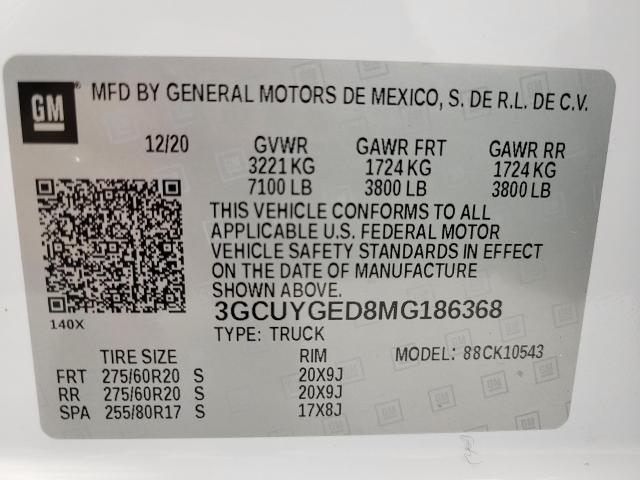 GM
MFD BY GENERAL MOTORS DE MEXICO, S. DE R.L. DE C.V.
12/20 GVWR GAWR FRT GAWR RR
3221 KG 1724 KG 1724 KG
7100 LB 3800 LB 3800 LB
THIS VEHICLE CONFORMS TO ALL
APPLICABLE U.S. FEDERAL MOTOR
VEHICLE SAFETY STANDARDS IN EFFECT
ON THE DATE OF MANUFACTURE
SHOWN ABOVE.
140X
3GCUYGED8MG186368
TYPE: TRUCK
TIRE SIZE RIM MODEL: 88CK10543
FRT 275/60R20 S 20X9J
RR 275/60R20 S 20X9J
SPA 255/80R17 S 17X8J